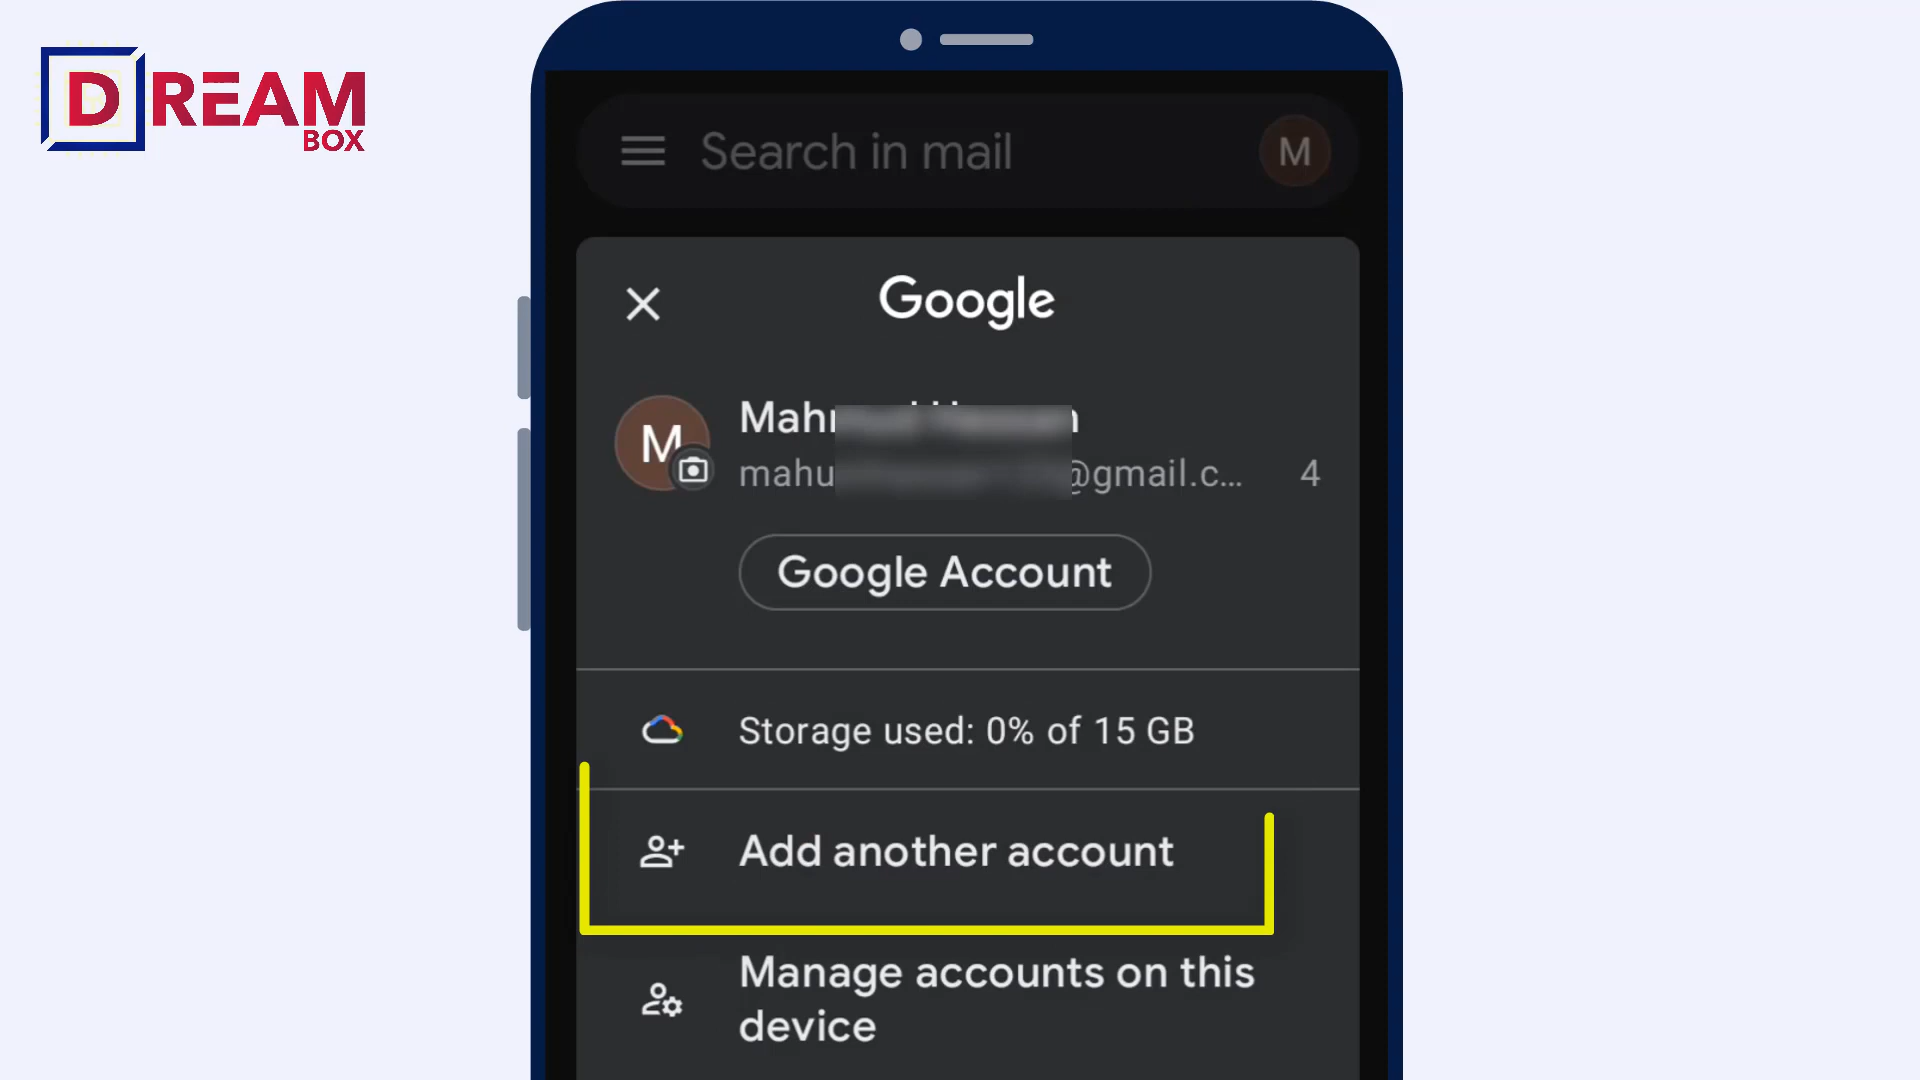 DREAM
BOX
Search in mail
M
Google
M
mahu @gmail.c...
4
Google Account
Storage used: 0% of 15 GB
Add another account
Manage accounts on this
device